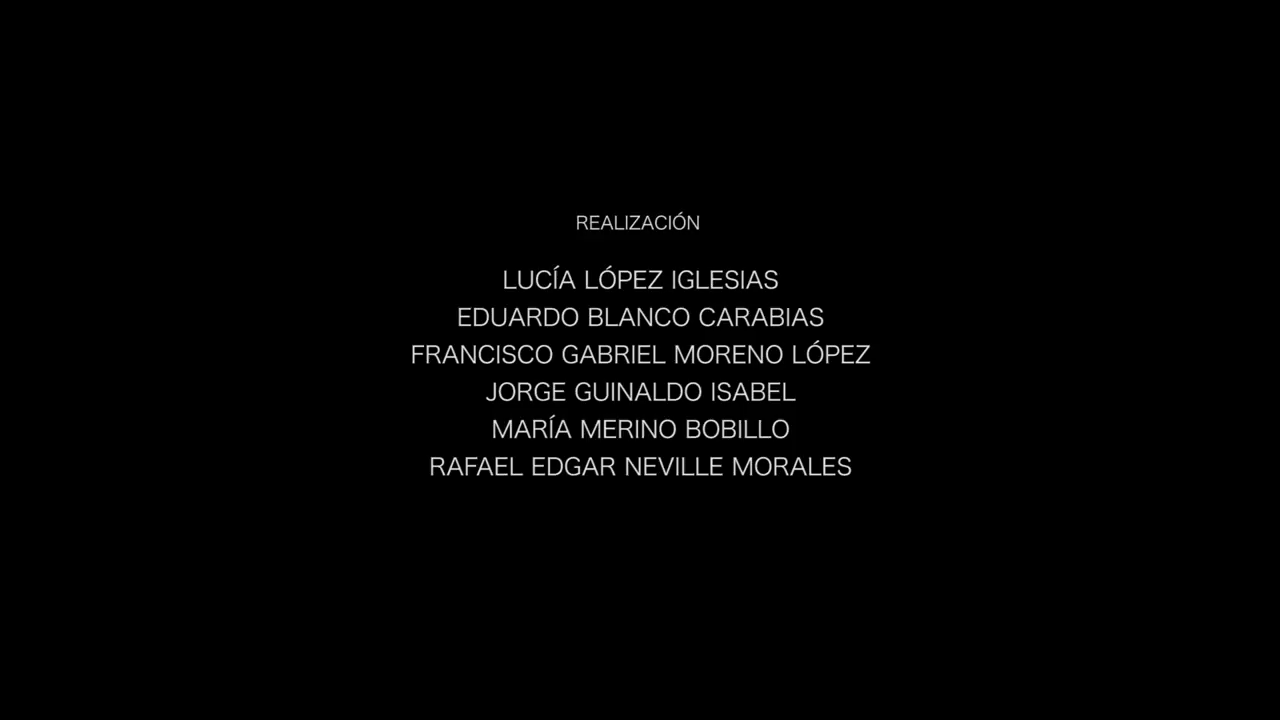 REALIZACIÓN
LUCÍA LÓPEZ IGLESIAS
EDUARDO BLANCO CARABIAS
FRANCISCO GABRIEL MORENO LÓPEZ
JORGE GUINALDO ISABEL
MARÍA MERINO BOBILLO
RAFAEL EDGAR NEVILLE MORALES